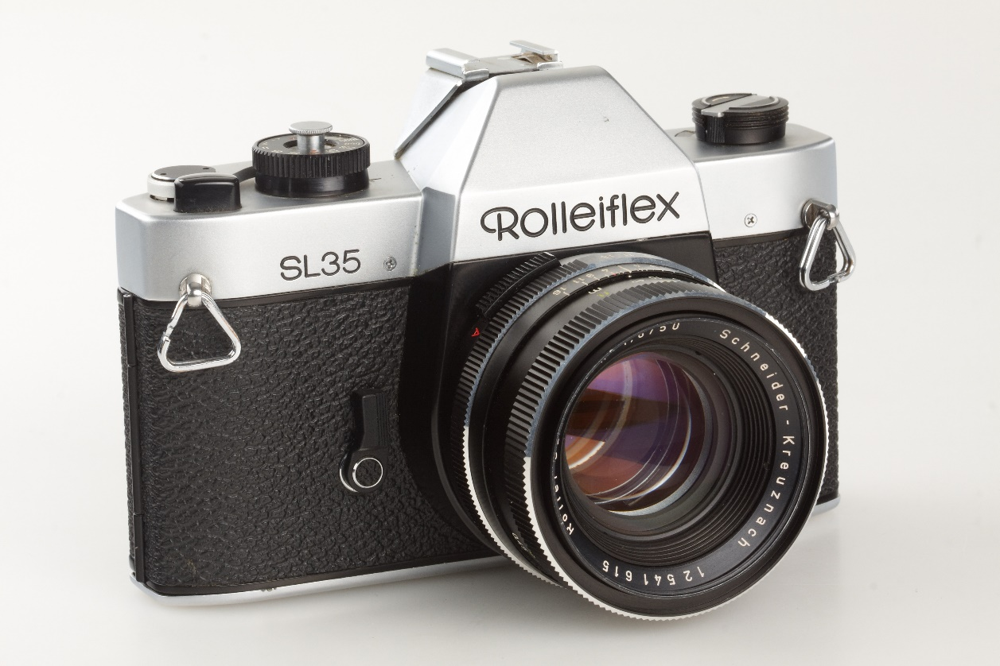 Rolleiflex
SL35
Schneider - Kreuznach
12541615